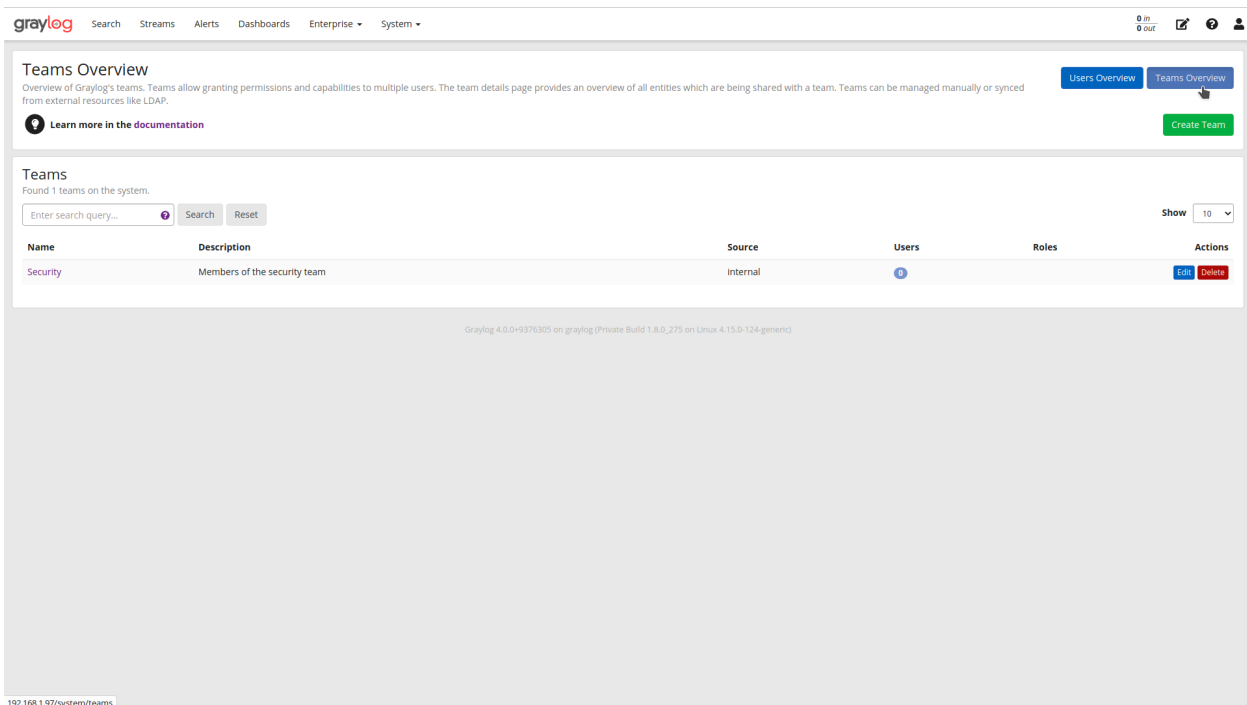 graylog Search Streams Alerts Dashboards Enterprise System 0 in
0 out
Teams Overview
Users Overview Teams Overview
Overview of Graylog's teams. Teams allow granting permissions and capabilities to multiple users. The team details page provides an overview of all entities which are being shared with a team. Teams can be managed manually or synced
from external resources like LDAP.
Learn more in the documentation
Create Team
Teams
Found 1 teams on the system.
Enter search query... Search Reset Show 10
Name Description Source Users Roles Actions
Security Members of the security team internal 0 Edit Delete
Graylog 4.0.0+9376305 on graylog (Private Build 1.8.0_275 on Linux 4.15.0-124-generic)
192.168.1.97/system/teams